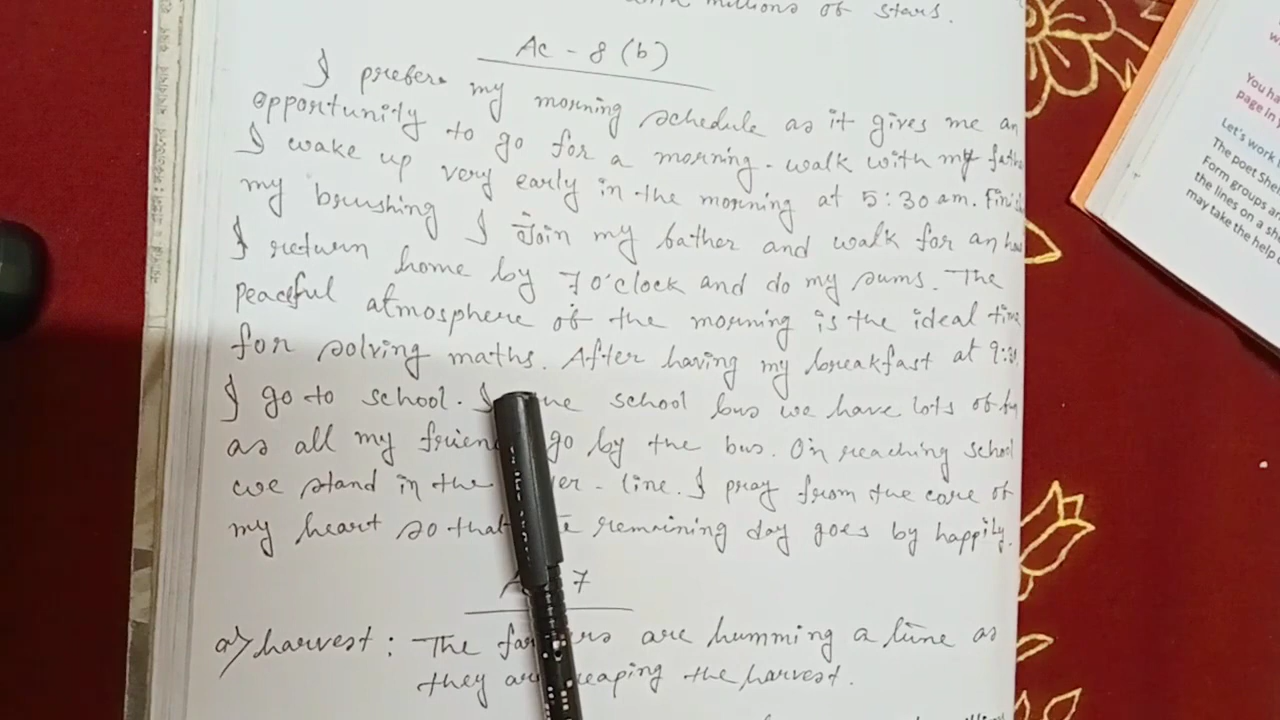 millions of stars.
Ac - 8 (b)
I prefer my morning schedule as it gives me an
opportunity to go for a morning-walk with my
I wake up very early in the morning at 5:30 am.
my brushing I Join my father and walk for an
I return home by 7 o'clock and do my sums. The
peaceful atmosphere of the morning is the ideal time
for solving maths. After having my breakfast at
I go to school. school bus we have lots of
as all my go by the bus. On reaching school
we stand in the line. I pray from the core of
my heart so that remaining day goes by happily.
7
a) harvest: The are humming a tune as
they reaping the harvest.
You ha
page in
Let's work
The poet She
Form groups a
the lines on a sh
may take the help